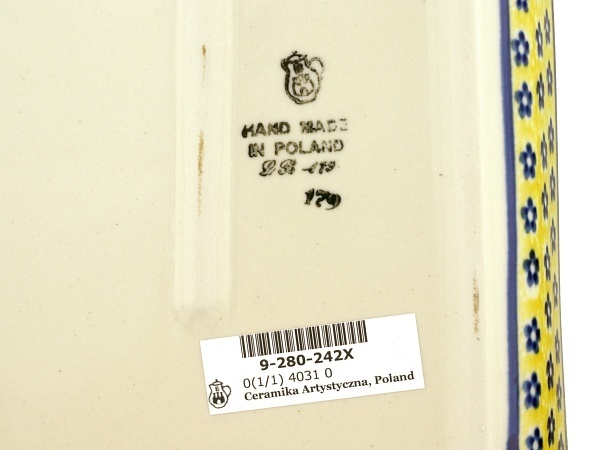 HAND MADE
IN POLAND
179
9-280-242X
0(1/1) 4031 0
Ceramika Artystyczna, Poland